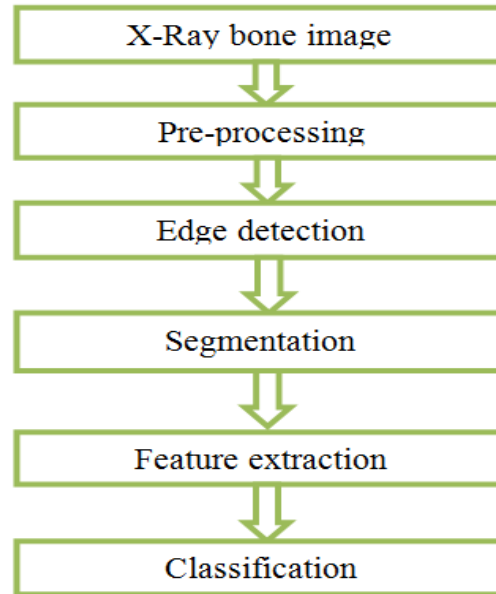 X-Ray bone image
Pre-processing
Edge detection
Segmentation
Feature extraction
Classification